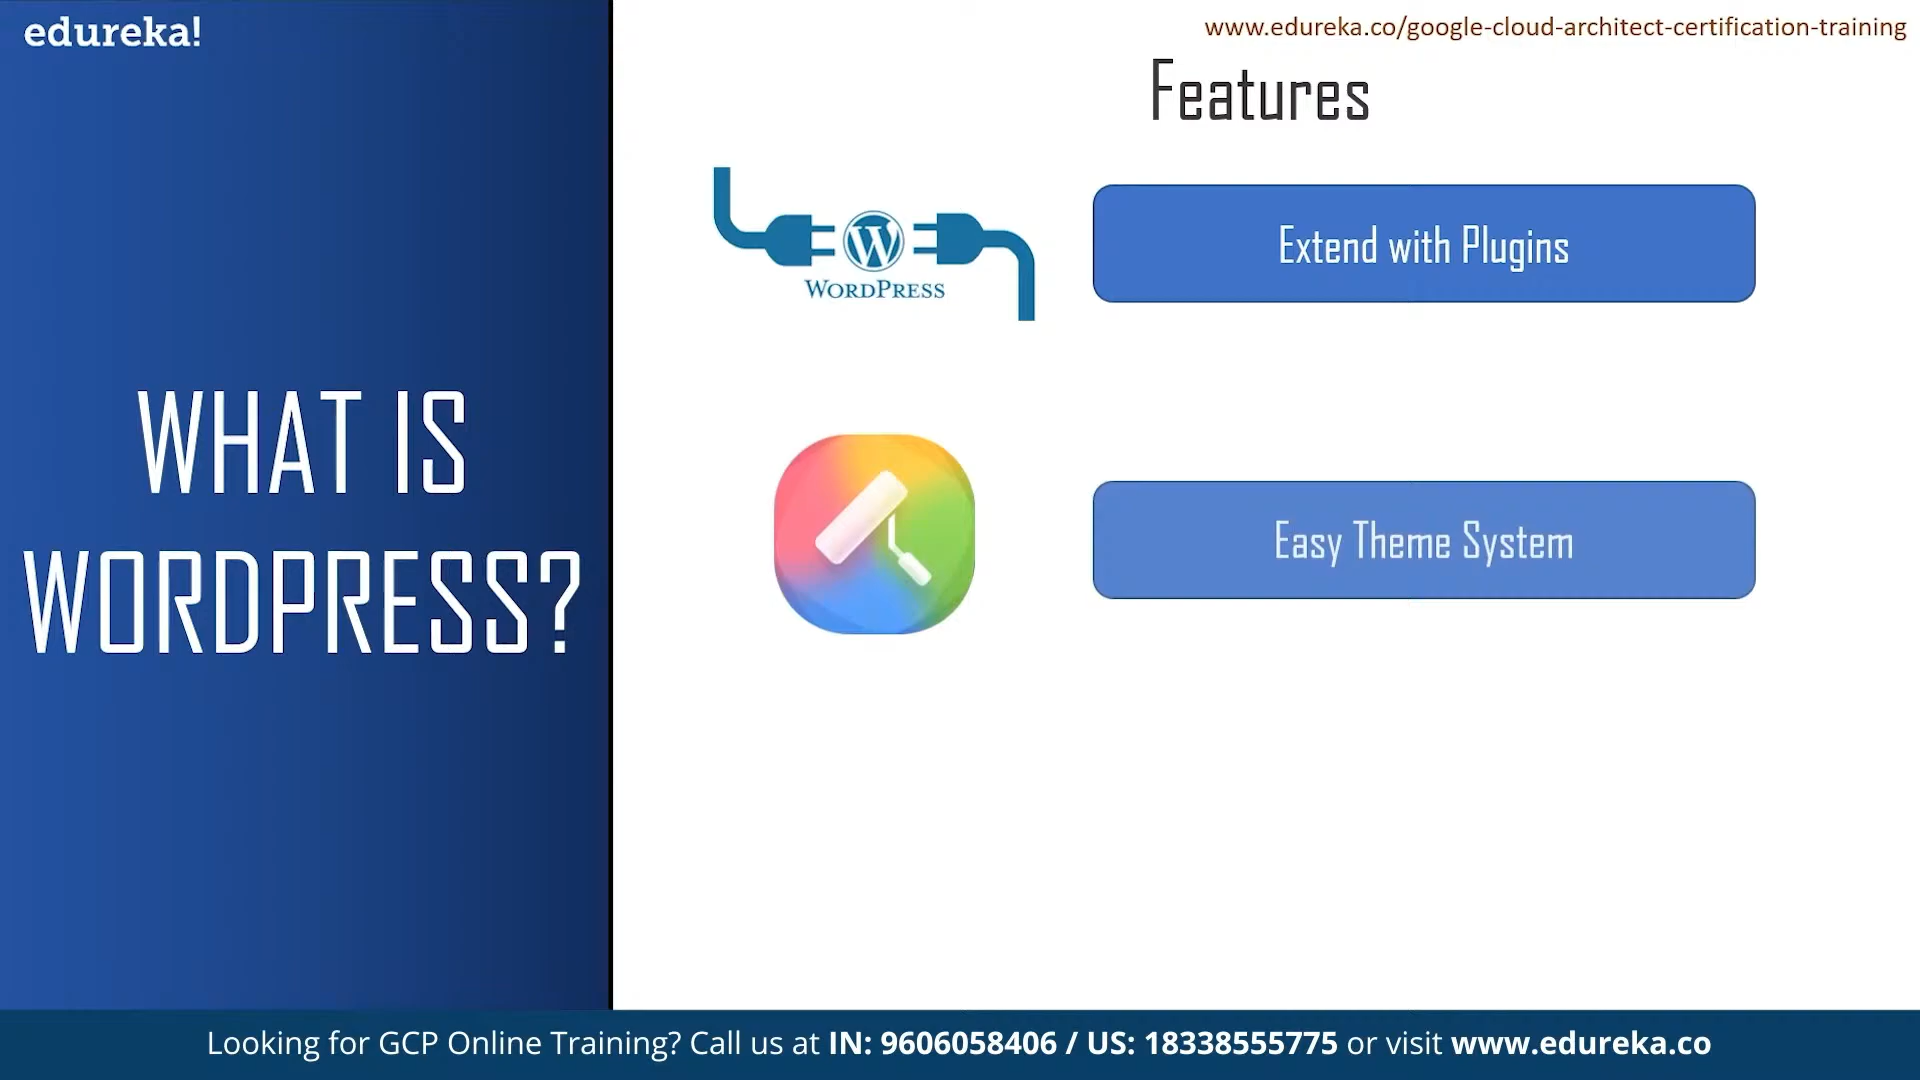 edureka!
www.edureka.co/google-cloud-architect-certification-training
Features
WORDPRESS
Extend with Plugins
WHAT IS
WORDPRESS?
Easy Theme System
Looking for GCP Online Training? Call us at IN: 9606058406 / US: 18338555775 or visit www.edureka.co